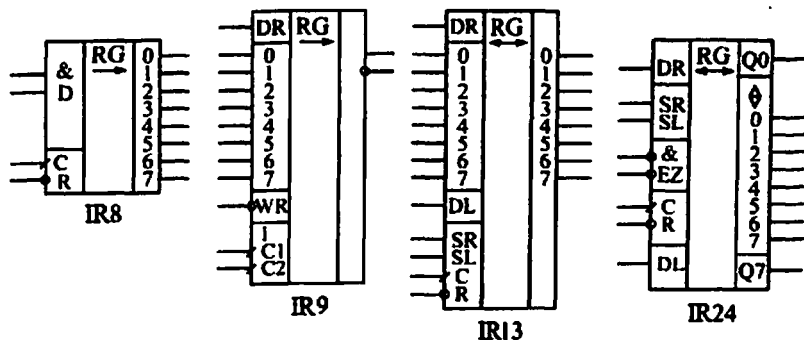 & RG 0
D 1
2
3
4
5
6
C 7
R
IR8
DR RG
0
1
2
3
4
5
6
7
WR
1
C1
C2
IR9
DR RG
0 0
1 1
2 2
3 3
4 4
5 5
6 6
7 7
DL
SR
SL
C
R
IR13
DR RG Q0
SR
SL 0
1
& 2
EZ 3
4
C 5
R 6
7
DL Q7
IR24